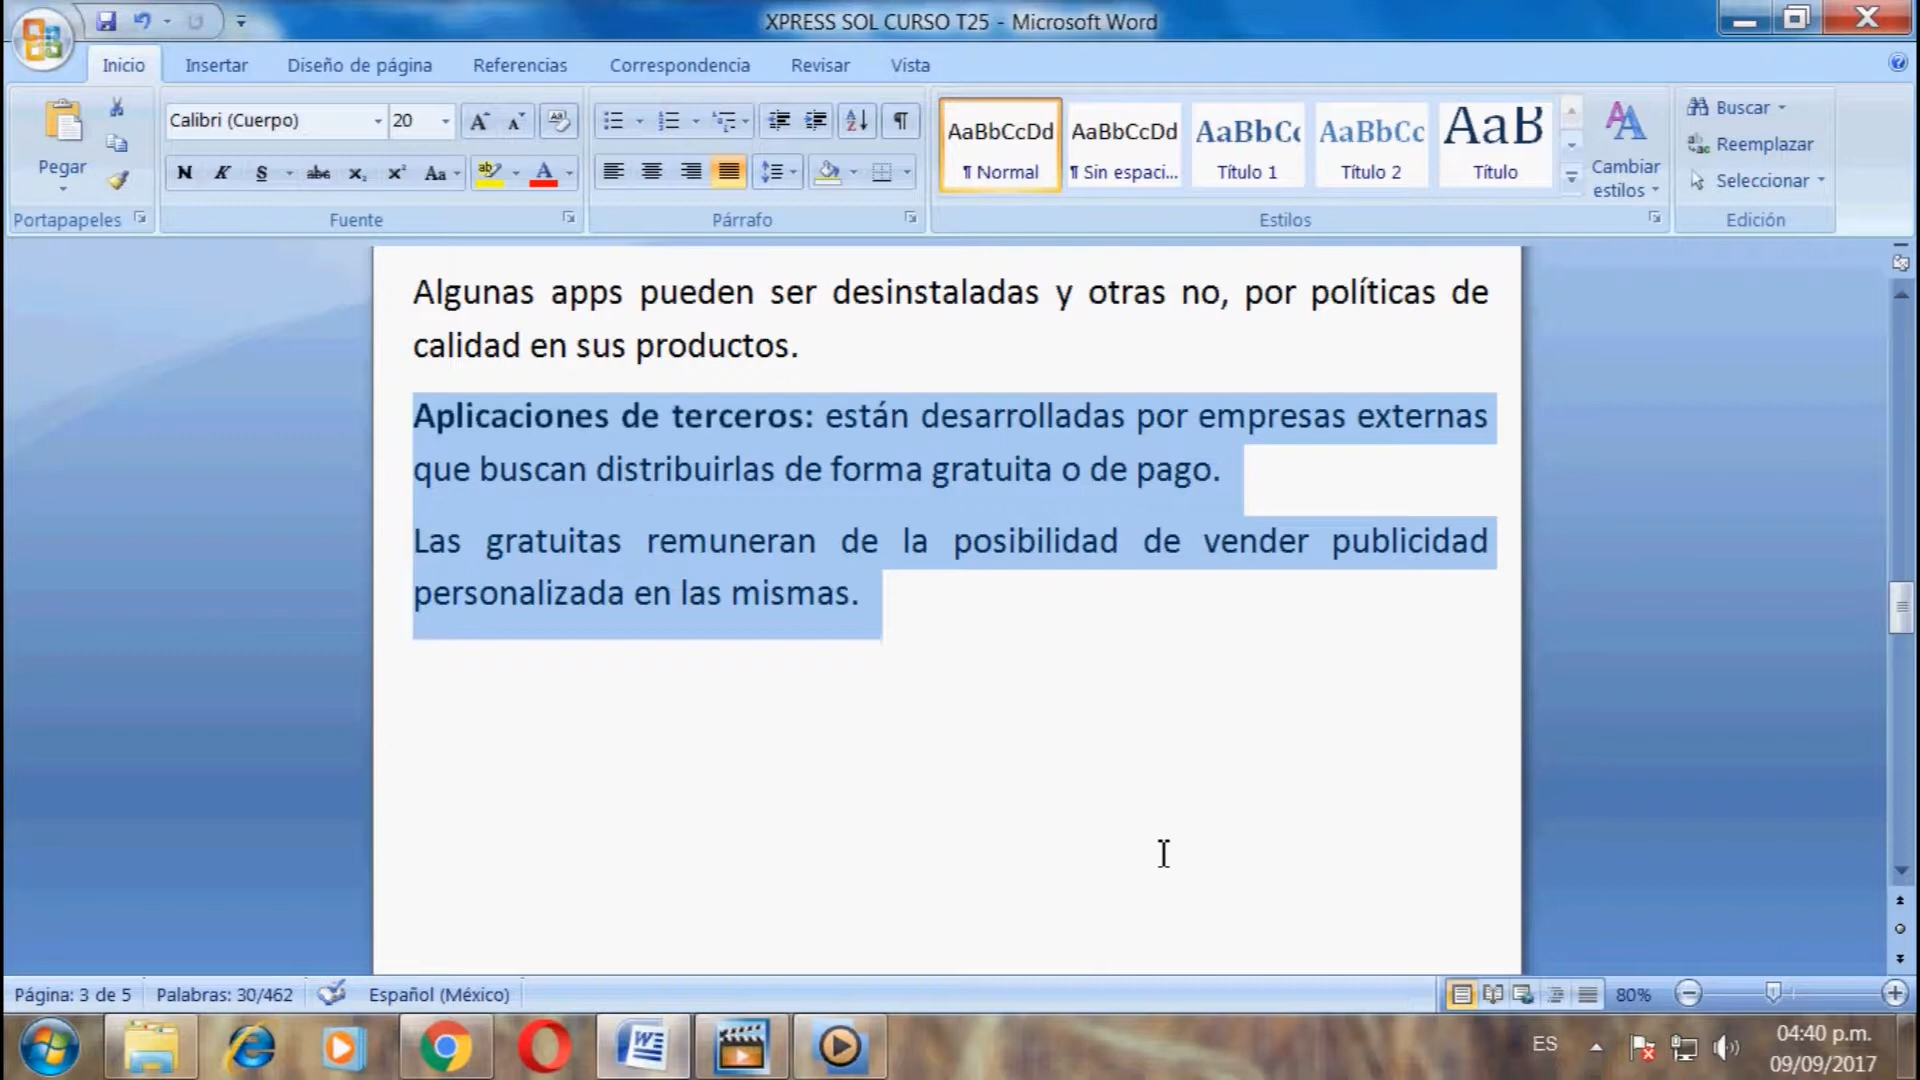 XPRESS SOL CURSO T25 - Microsoft Word
Inicio Insertar Diseño de página Referencias Correspondencia Revisar Vista
Pegar
Portapapeles
Calibri (Cuerpo) 20
N K S abc x₂ x² Aa ab A
Fuente
Párrafo
AaBbCcDd AaBbCcDd AaBbCc AaBbCc AaB
¶ Normal ¶ Sin espaci... Título 1 Título 2 Título
Estilos
Cambiar
estilos
Buscar
Reemplazar
Seleccionar
Edición
Algunas apps pueden ser desinstaladas y otras no, por políticas de
calidad en sus productos.
Aplicaciones de terceros: están desarrolladas por empresas externas
que buscan distribuirlas de forma gratuita o de pago.
Las gratuitas remuneran de la posibilidad de vender publicidad
personalizada en las mismas.
Página: 3 de 5 Palabras: 30/462 Español (México) 80%
ES 04:40 p.m.
09/09/2017